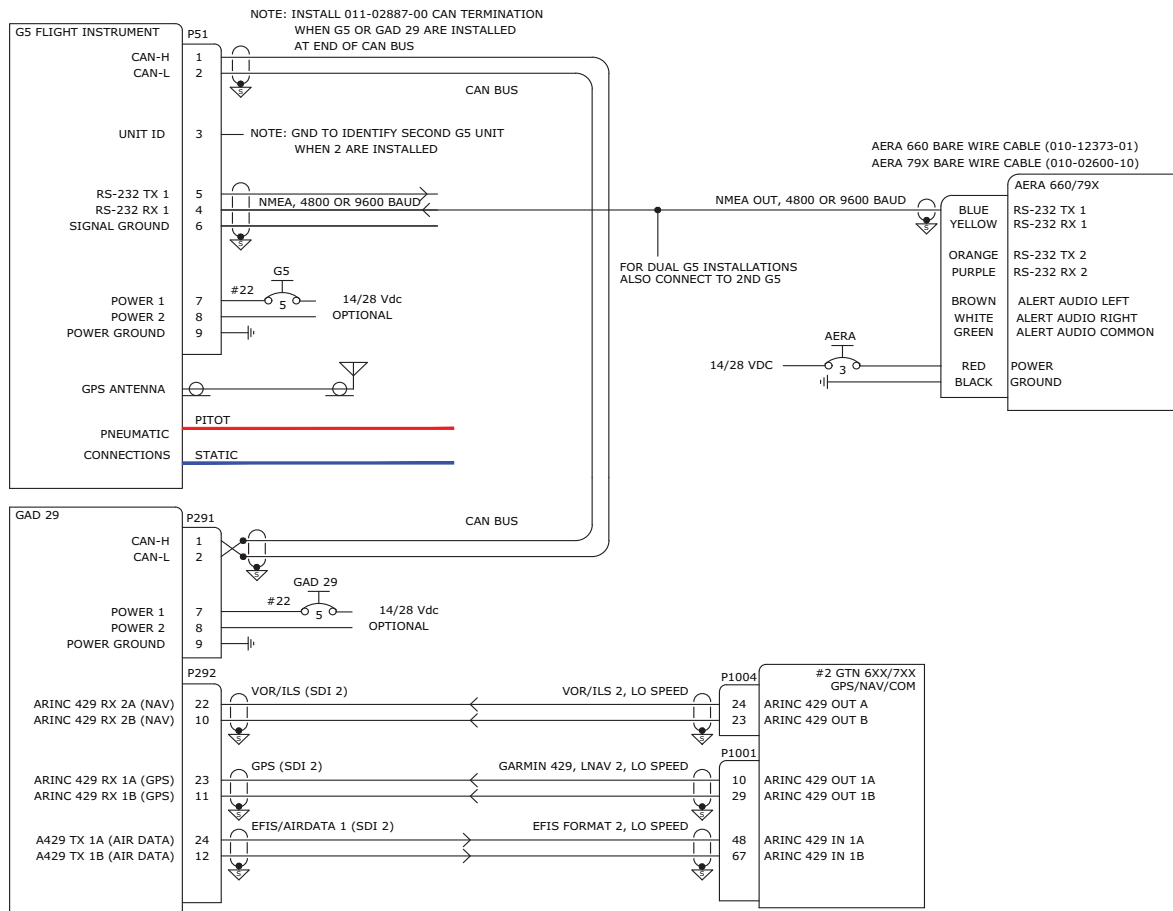 NOTE: INSTALL 011-02887-00 CAN TERMINATION
WHEN G5 OR GAD 29 ARE INSTALLED
AT END OF CAN BUS
G5 FLIGHT INSTRUMENT
P51
CAN-H 1
CAN-L 2
S
CAN BUS
UNIT ID 3
NOTE: GND TO IDENTIFY SECOND G5 UNIT
WHEN 2 ARE INSTALLED
RS-232 TX 1 5
RS-232 RX 1 4
NMEA, 4800 OR 9600 BAUD
SIGNAL GROUND 6
S
G5
#22
POWER 1 7
5
14/28 Vdc
POWER 2 8
OPTIONAL
POWER GROUND 9
GPS ANTENNA
PITOT
PNEUMATIC
CONNECTIONS
STATIC
AERA 660 BARE WIRE CABLE (010-12373-01)
AERA 79X BARE WIRE CABLE (010-02600-10)
AERA 660/79X
NMEA OUT, 4800 OR 9600 BAUD
S
BLUE RS-232 TX 1
YELLOW RS-232 RX 1
FOR DUAL G5 INSTALLATIONS
ALSO CONNECT TO 2ND G5
ORANGE RS-232 TX 2
PURPLE RS-232 RX 2
BROWN ALERT AUDIO LEFT
WHITE ALERT AUDIO RIGHT
GREEN ALERT AUDIO COMMON
AERA
14/28 VDC
3
RED POWER
BLACK GROUND
GAD 29
P291
CAN BUS
CAN-H 1
CAN-L 2
S
GAD 29
#22
POWER 1 7
5
14/28 Vdc
POWER 2 8
OPTIONAL
POWER GROUND 9
P292
P1004
#2 GTN 6XX/7XX
GPS/NAV/COM
VOR/ILS (SDI 2)
VOR/ILS 2, LO SPEED
ARINC 429 RX 2A (NAV) 22
24 ARINC 429 OUT A
ARINC 429 RX 2B (NAV) 10
23 ARINC 429 OUT B
S
S
P1001
GPS (SDI 2)
GARMIN 429, LNAV 2, LO SPEED
ARINC 429 RX 1A (GPS) 23
10 ARINC 429 OUT 1A
ARINC 429 RX 1B (GPS) 11
29 ARINC 429 OUT 1B
S
S
EFIS/AIRDATA 1 (SDI 2)
EFIS FORMAT 2, LO SPEED
A429 TX 1A (AIR DATA) 24
48 ARINC 429 IN 1A
A429 TX 1B (AIR DATA) 12
67 ARINC 429 IN 1B
S
S